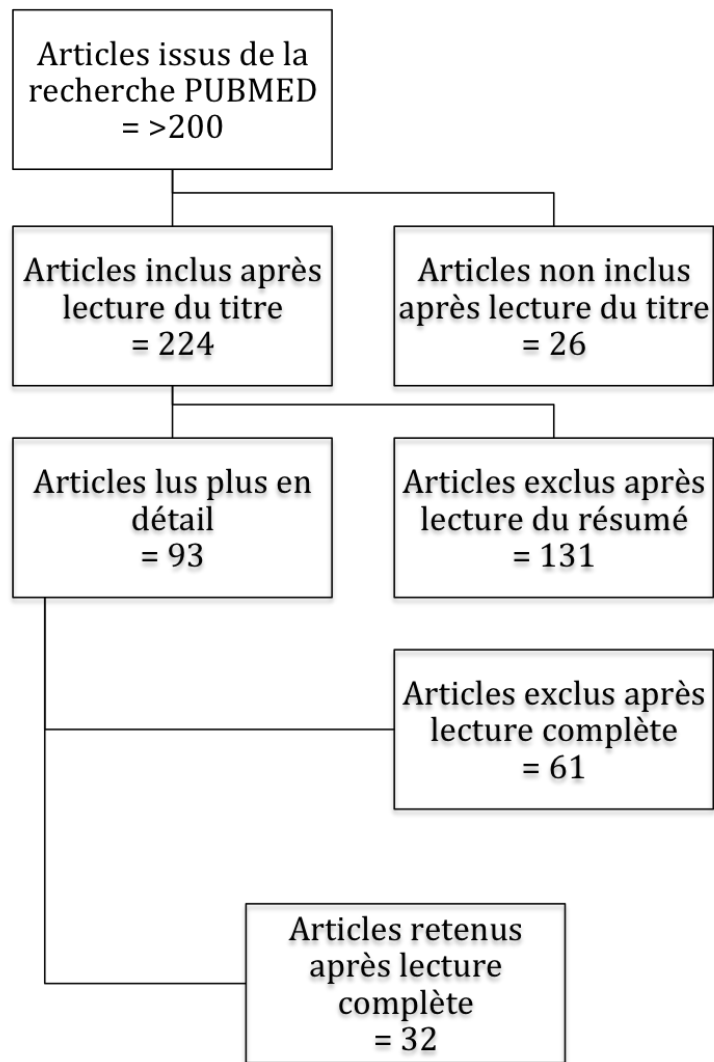 Articles issus de la
recherche PUBMED
= >200
Articles inclus après
lecture du titre
= 224
Articles non inclus
après lecture du titre
= 26
Articles lus plus en
détail
= 93
Articles exclus après
lecture du résumé
= 131
Articles exclus après
lecture complète
= 61
Articles retenus
après lecture
complète
= 32